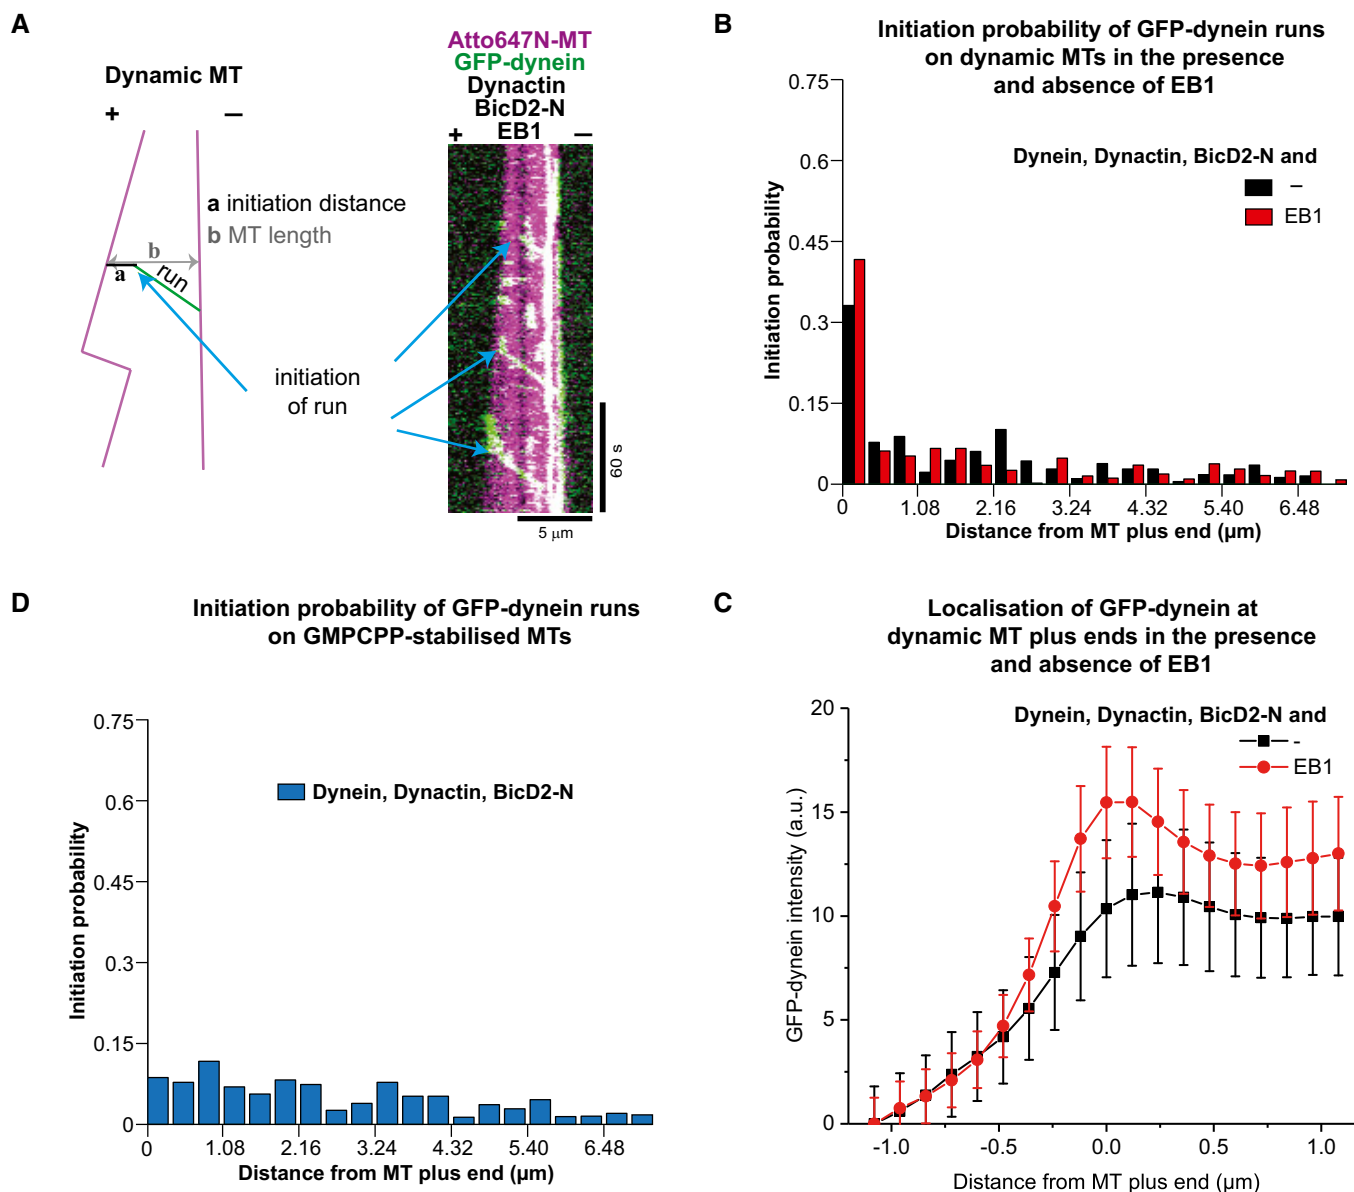 A
Dynamic MT
+
–
a initiation distance
b MT length
b
a
run
initiation
of run
Atto647N-MT
GFP-dynein
Dynactin
BicD2-N
EB1
+
–
60 s
5 µm
B
Initiation probability of GFP-dynein runs
on dynamic MTs in the presence
and absence of EB1
Dynein, Dynactin, BicD2-N and
–
EB1
Initiation probability
0.75
0.6
0.45
0.3
0.15
0
0 1.08 2.16 3.24 4.32 5.40 6.48
Distance from MT plus end (µm)
D
Initiation probability of GFP-dynein runs
on GMPCPP-stabilised MTs
Dynein, Dynactin, BicD2-N
Initiation probability
0.75
0.6
0.45
0.3
0.15
0
0 1.08 2.16 3.24 4.32 5.40 6.48
Distance from MT plus end (µm)
C
Localisation of GFP-dynein at
dynamic MT plus ends in the presence
and absence of EB1
Dynein, Dynactin, BicD2-N and
-
EB1
GFP-dynein intensity (a.u.)
20
15
10
5
0
-1.0 -0.5 0.0 0.5 1.0
Distance from MT plus end (µm)